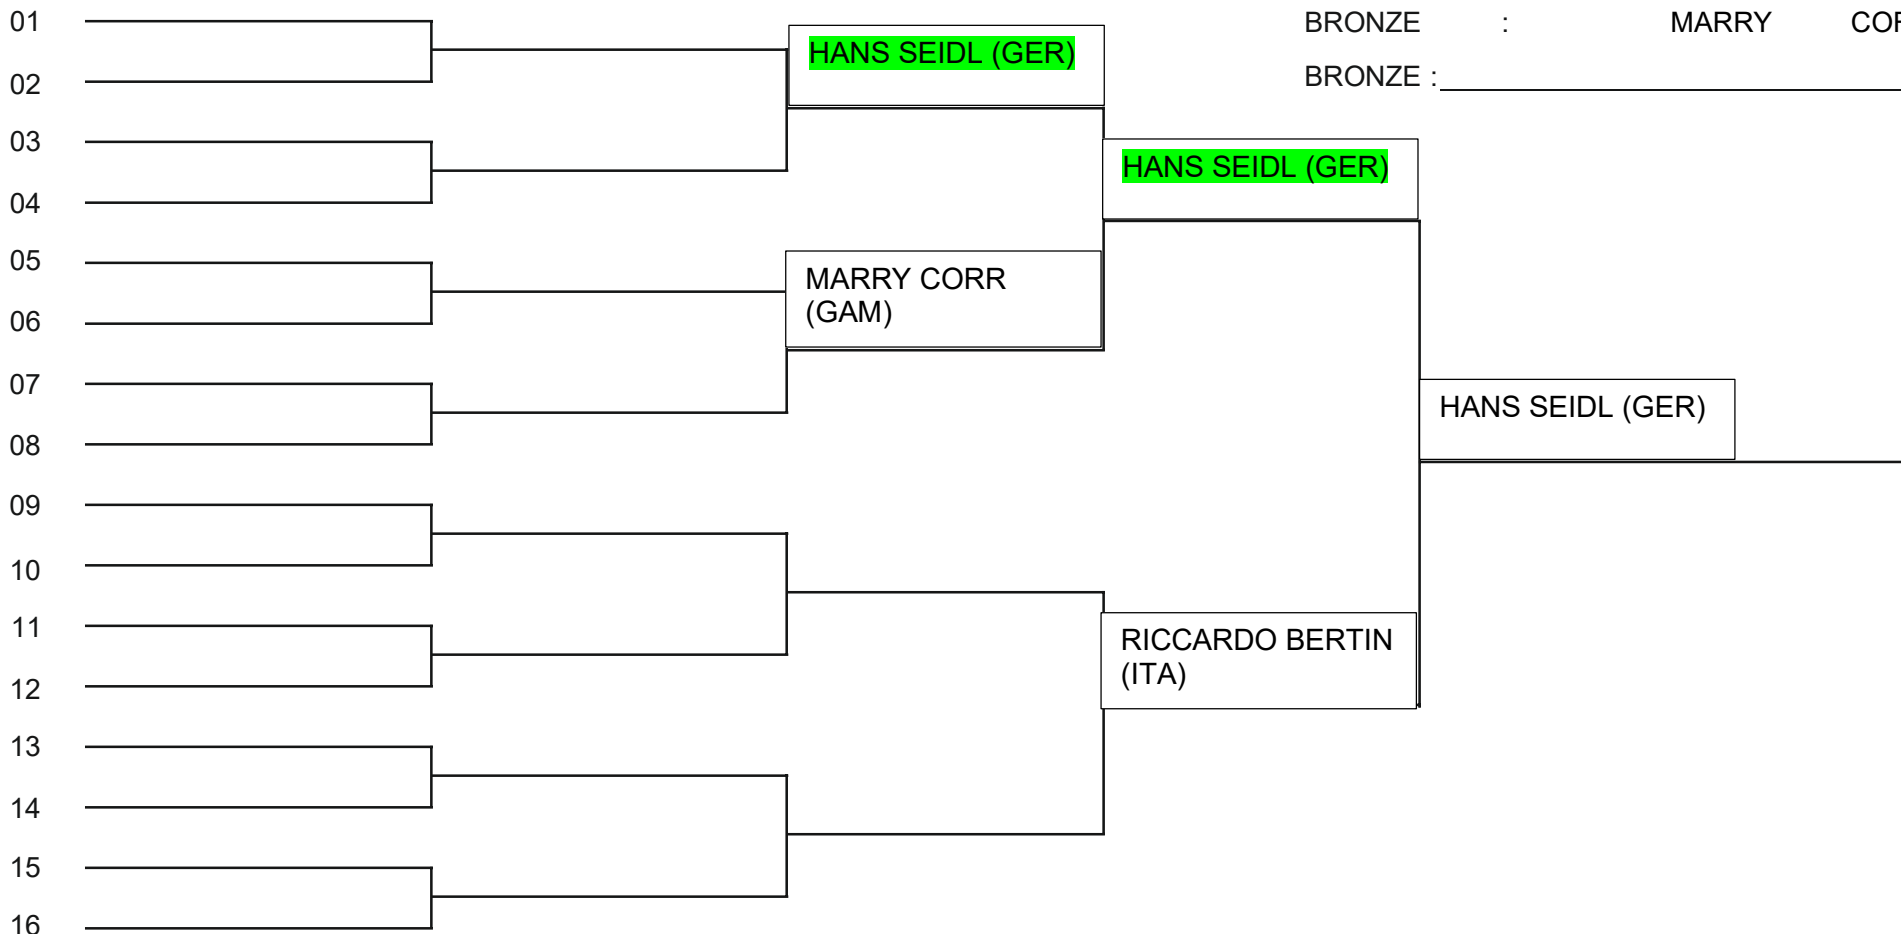 01
BRONZE : MARRY
HANS SEIDL (GER)
BRONZE :
02
03
HANS SEIDL (GER)
04
05
MARRY CORR
(GAM)
06
07
HANS SEIDL (GER)
08
09
10
11
RICCARDO BERTIN
(ITA)
12
13
14
15
16